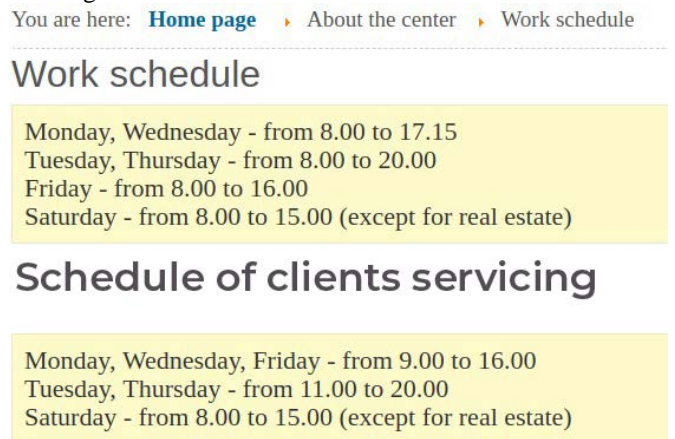 You are here: Home page › About the center › Work schedule
Work schedule
Monday, Wednesday - from 8.00 to 17.15
Tuesday, Thursday - from 8.00 to 20.00
Friday - from 8.00 to 16.00
Saturday - from 8.00 to 15.00 (except for real estate)
Schedule of clients servicing
Monday, Wednesday, Friday - from 9.00 to 16.00
Tuesday, Thursday - from 11.00 to 20.00
Saturday - from 8.00 to 15.00 (except for real estate)